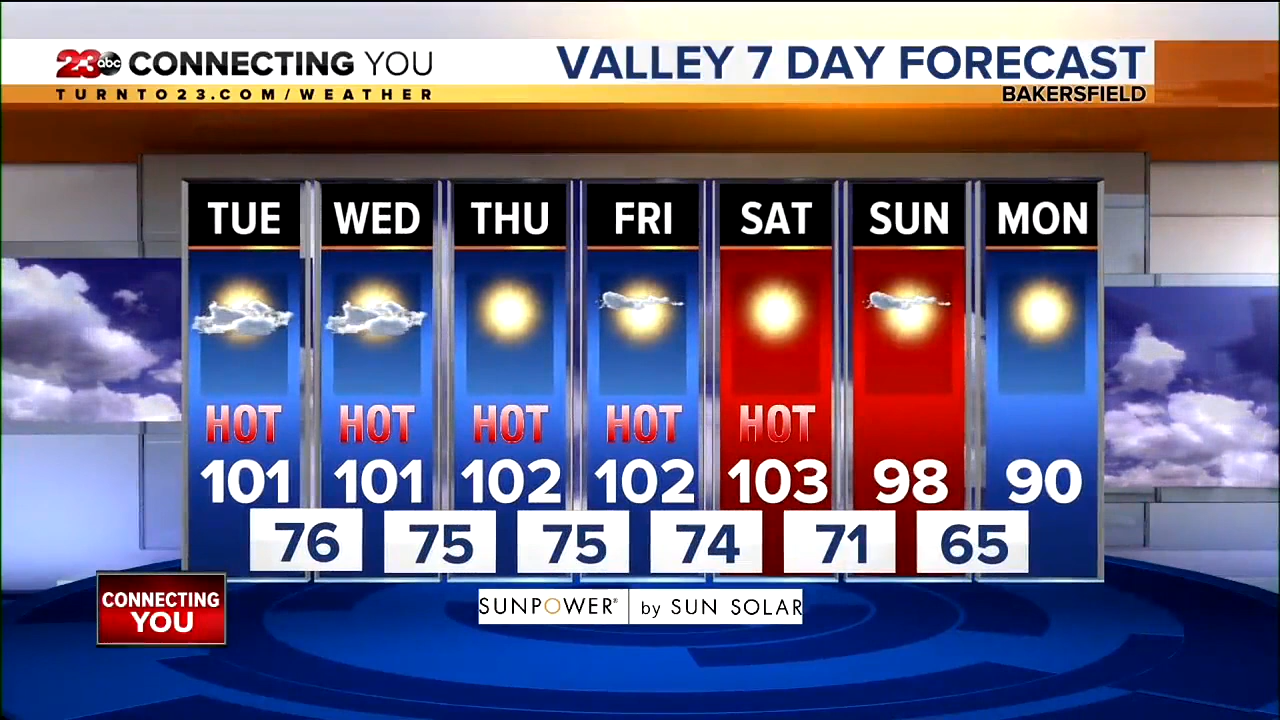 23 abc CONNECTING YOU
TURNTO23.COM/WEATHER
VALLEY 7 DAY FORECAST
BAKERSFIELD
TUE WED THU FRI SAT SUN MON
HOT HOT HOT HOT HOT
101 101 102 102 103 98 90
76 75 75 74 71 65
CONNECTING
YOU
SUNPOWER® by SUN SOLAR